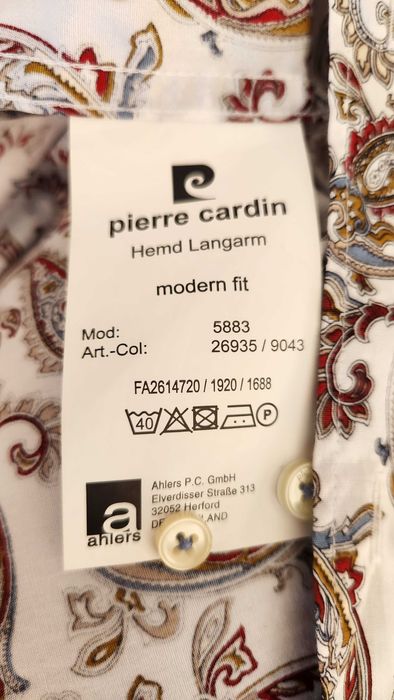 pierre cardin
Hemd Langarm
modern fit
Mod: 5883
Art.-Col: 26935 / 9043
FA2614720 / 1920 / 1688
40 P
Ahlers P.C. GmbH
Elverdisser Straße 313
32052 Herford
a
ahlers